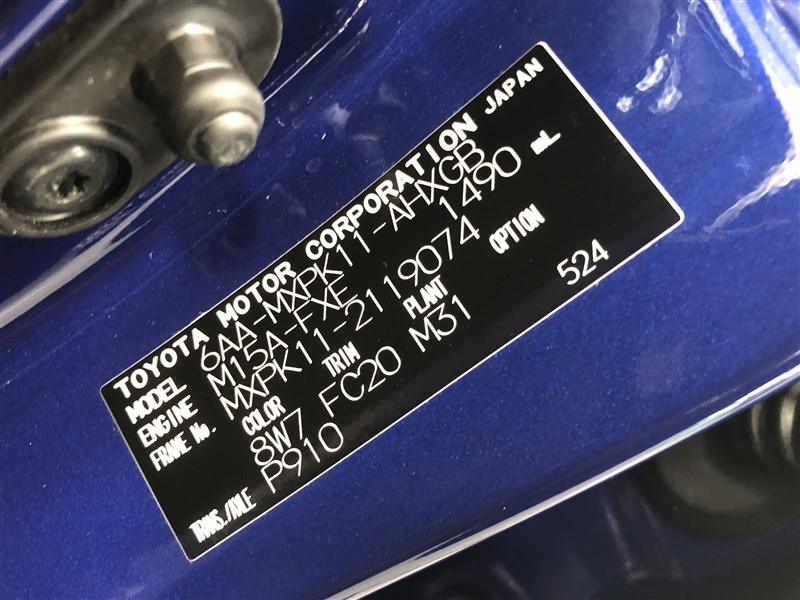 TOYOTA MOTOR CORPORATION JAPAN
MODEL 6AA-MXPK11-AHXGB
ENGINE M15A-FXE 1490 mL
FRAME No. MXPK11-2119074
COLOR TRIM PLANT OPTION
8W7 FC20 M31 524
TRANS./AXLE P910